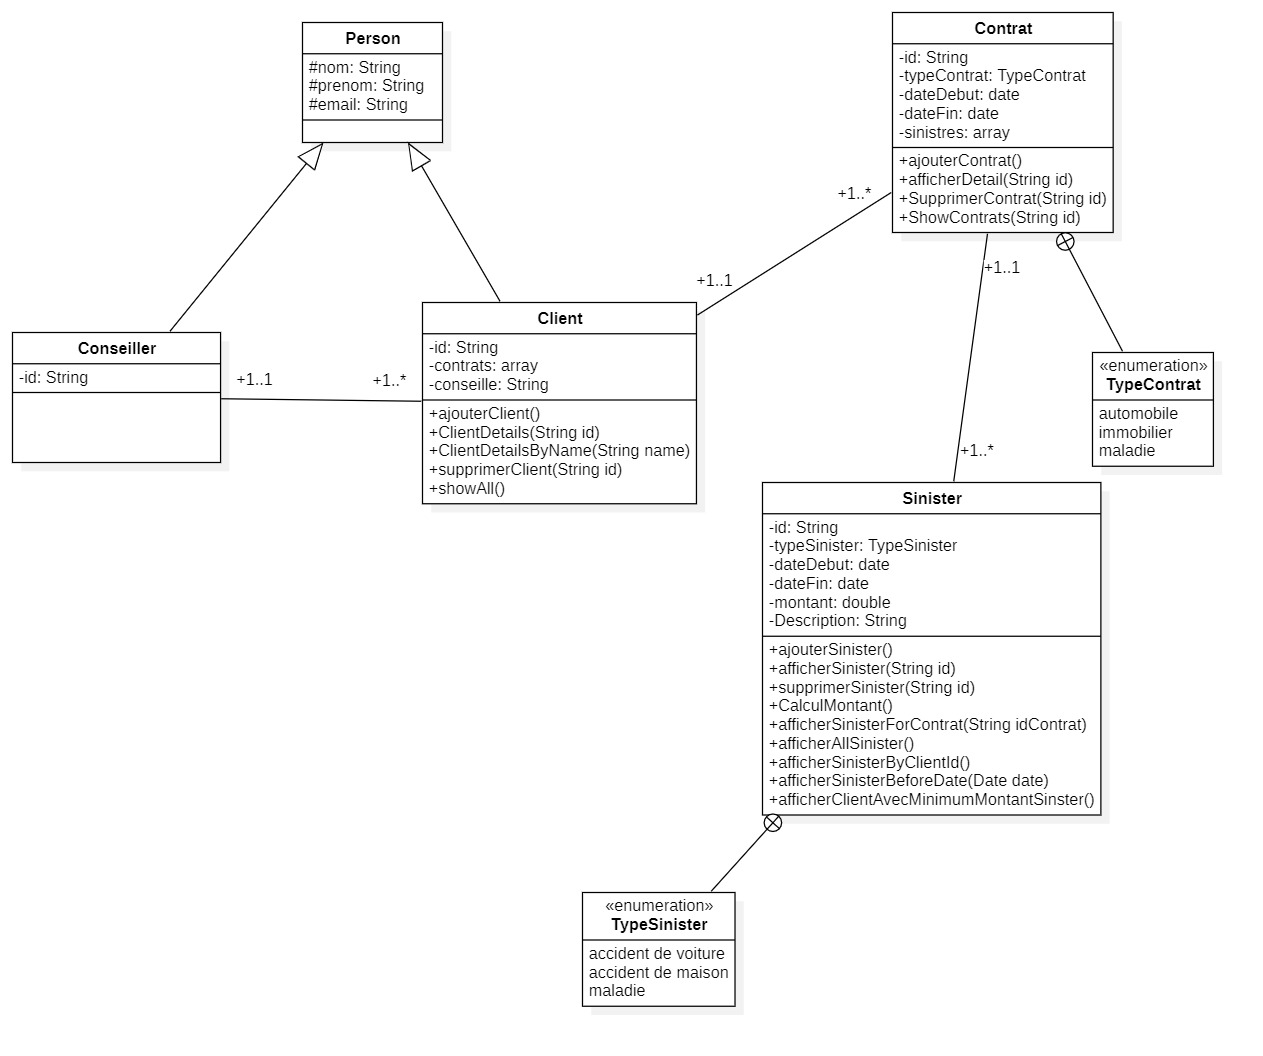 Person
#nom: String
#prenom: String
#email: String
Contrat
-id: String
-typeContrat: TypeContrat
-dateDebut: date
-dateFin: date
-sinistres: array
+ajouterContrat()
+afficherDetail(String id)
+SupprimerContrat(String id)
+ShowContrats(String id)
+1..*
+1..1
+1..1
Conseiller
-id: String
+1..1
+1..*
Client
-id: String
-contrats: array
-conseille: String
+ajouterClient()
+ClientDetails(String id)
+ClientDetailsByName(String name)
+supprimerClient(String id)
+showAll()
«enumeration»
TypeContrat
automobile
immobilier
maladie
+1..*
Sinister
-id: String
-typeSinister: TypeSinister
-dateDebut: date
-dateFin: date
-montant: double
-Description: String
+ajouterSinister()
+afficherSinister(String id)
+supprimerSinister(String id)
+CalculMontant()
+afficherSinisterForContrat(String idContrat)
+afficherAllSinister()
+afficherSinisterByClientId()
+afficherSinisterBeforeDate(Date date)
+afficherClientAvecMinimumMontantSinster()
«enumeration»
TypeSinister
accident de voiture
accident de maison
maladie